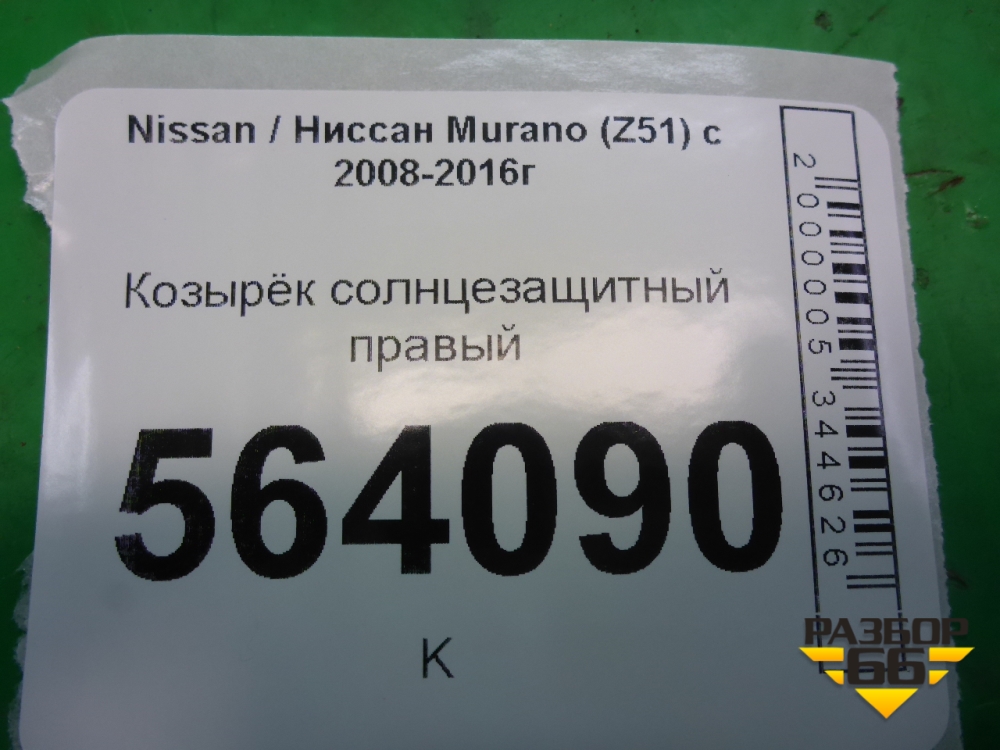 Nissan / Ниссан Murano (Z51) с
2008-2016г
Козырёк солнцезащитный
правый
564090
К
2000005344626
РАЗБОР
66